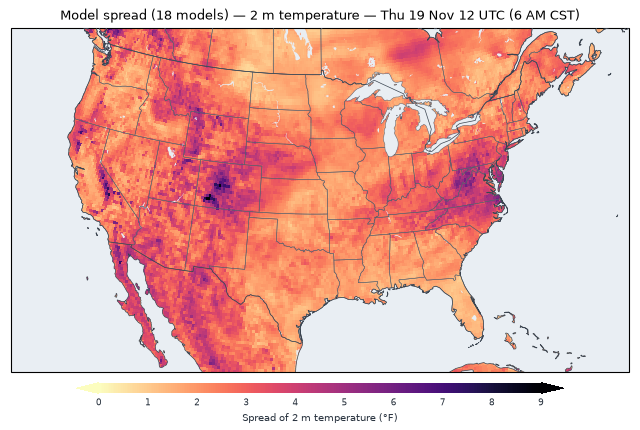 Model spread (18 models) — 2 m temperature — Thu 19 Nov 12 UTC (6 AM CST)
0 1 2 3 4 5 6 7 8 9
Spread of 2 m temperature (°F)